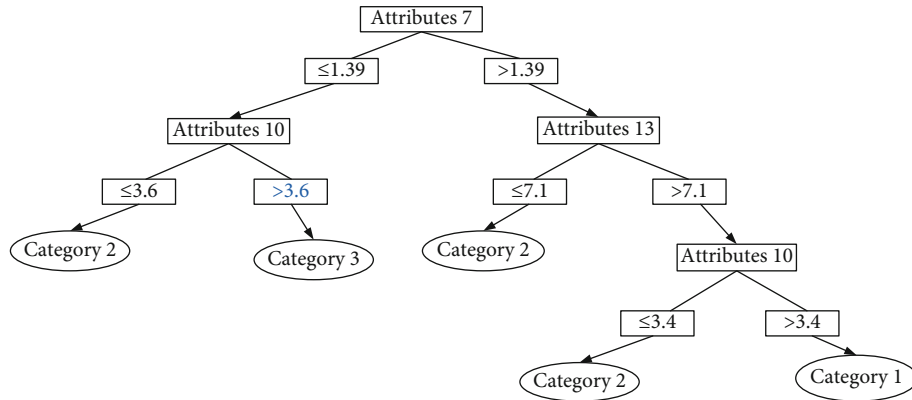 Attributes 7
≤1.39
>1.39
Attributes 10
Attributes 13
≤3.6
>3.6
≤7.1
>7.1
Category 2
Category 3
Category 2
Attributes 10
≤3.4
>3.4
Category 2
Category 1